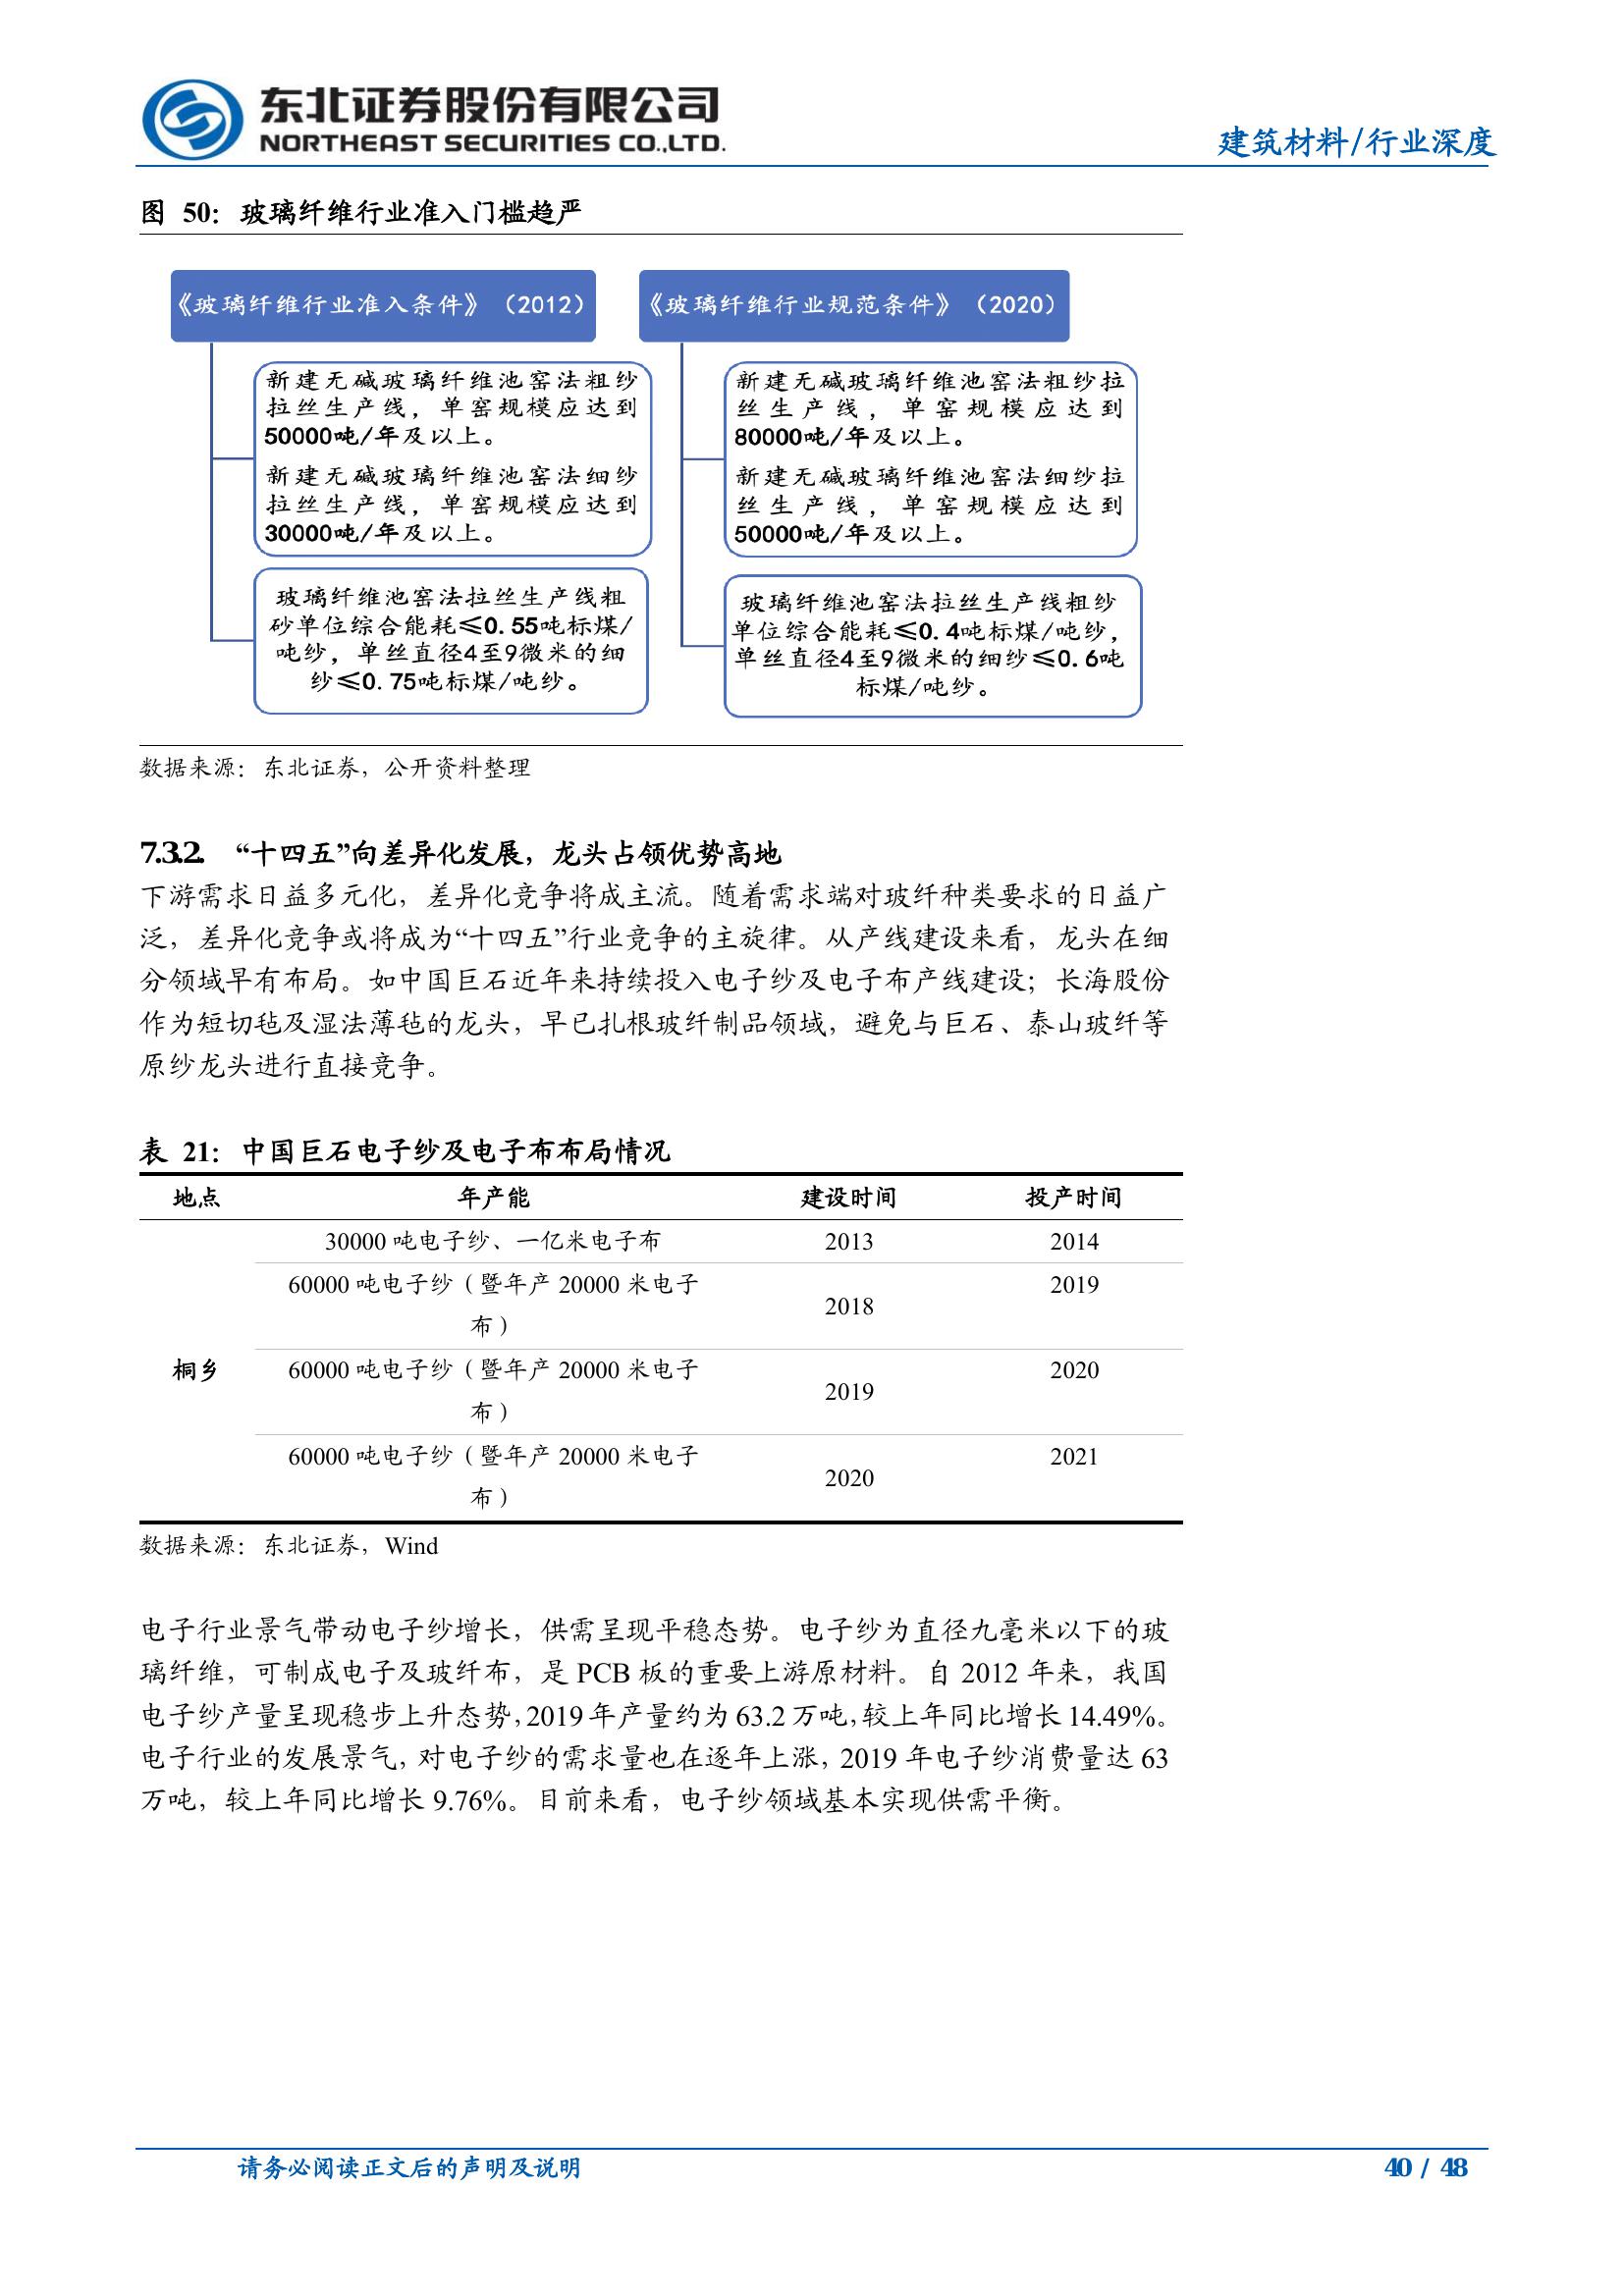 东北证券股份有限公司
NORTHEAST SECURITIES CO.,LTD.
建筑材料/行业深度
图 50：玻璃纤维行业准入门槛趋严
《玻璃纤维行业准入条件》（2012）
新建无碱玻璃纤维池窑法粗纱
拉丝生产线，单窑规模应达到
50000吨/年及以上。
新建无碱玻璃纤维池窑法细纱
拉丝生产线，单窑规模应达到
30000吨/年及以上。
玻璃纤维池窑法拉丝生产线粗
砂单位综合能耗≤0.55吨标煤/
吨纱，单丝直径4至9微米的细
纱≤0.75吨标煤/吨纱。
《玻璃纤维行业规范条件》（2020）
新建无碱玻璃纤维池窑法粗纱拉
丝生产线，单窑规模应达到
80000吨/年及以上。
新建无碱玻璃纤维池窑法细纱拉
丝生产线，单窑规模应达到
50000吨/年及以上。
玻璃纤维池窑法拉丝生产线粗纱
单位综合能耗≤0.4吨标煤/吨纱，
单丝直径4至9微米的细纱≤0.6吨
标煤/吨纱。
数据来源：东北证券，公开资料整理
7.3.2. “十四五”向差异化发展，龙头占领优势高地
下游需求日益多元化，差异化竞争将成主流。随着需求端对玻纤种类要求的日益广
泛，差异化竞争或将成为“十四五”行业竞争的主旋律。从产线建设来看，龙头在细
分领域早有布局。如中国巨石近年来持续投入电子纱及电子布产线建设；长海股份
作为短切毡及湿法薄毡的龙头，早已扎根玻纤制品领域，避免与巨石、泰山玻纤等
原纱龙头进行直接竞争。
表 21：中国巨石电子纱及电子布布局情况
地点 年产能 建设时间 投产时间
30000 吨电子纱、一亿米电子布 2013 2014
60000 吨电子纱（暨年产 20000 米电子 2019
2018
布）
桐乡 60000 吨电子纱（暨年产 20000 米电子 2020
2019
布）
60000 吨电子纱（暨年产 20000 米电子 2021
2020
布）
数据来源：东北证券，Wind
电子行业景气带动电子纱增长，供需呈现平稳态势。电子纱为直径九毫米以下的玻
璃纤维，可制成电子及玻纤布，是 PCB 板的重要上游原材料。自 2012 年来，我国
电子纱产量呈现稳步上升态势，2019 年产量约为 63.2 万吨，较上年同比增长 14.49%。
电子行业的发展景气，对电子纱的需求量也在逐年上涨，2019 年电子纱消费量达 63
万吨，较上年同比增长 9.76%。目前来看，电子纱领域基本实现供需平衡。
请务必阅读正文后的声明及说明
40 / 48